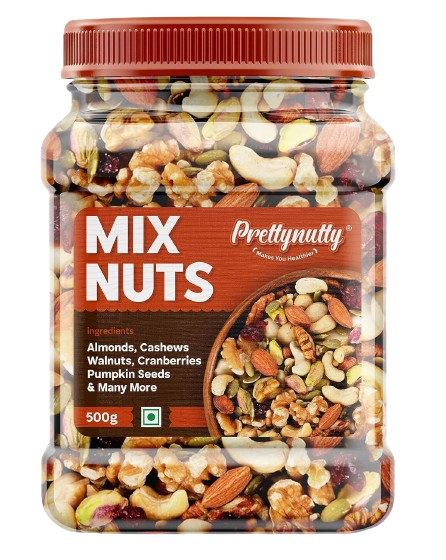 MIX
NUTS
Prettynutty®
Makes You Healthier
ingredients
Almonds, Cashews
Walnuts, Cranberries
Pumpkin Seeds
& Many More
500g